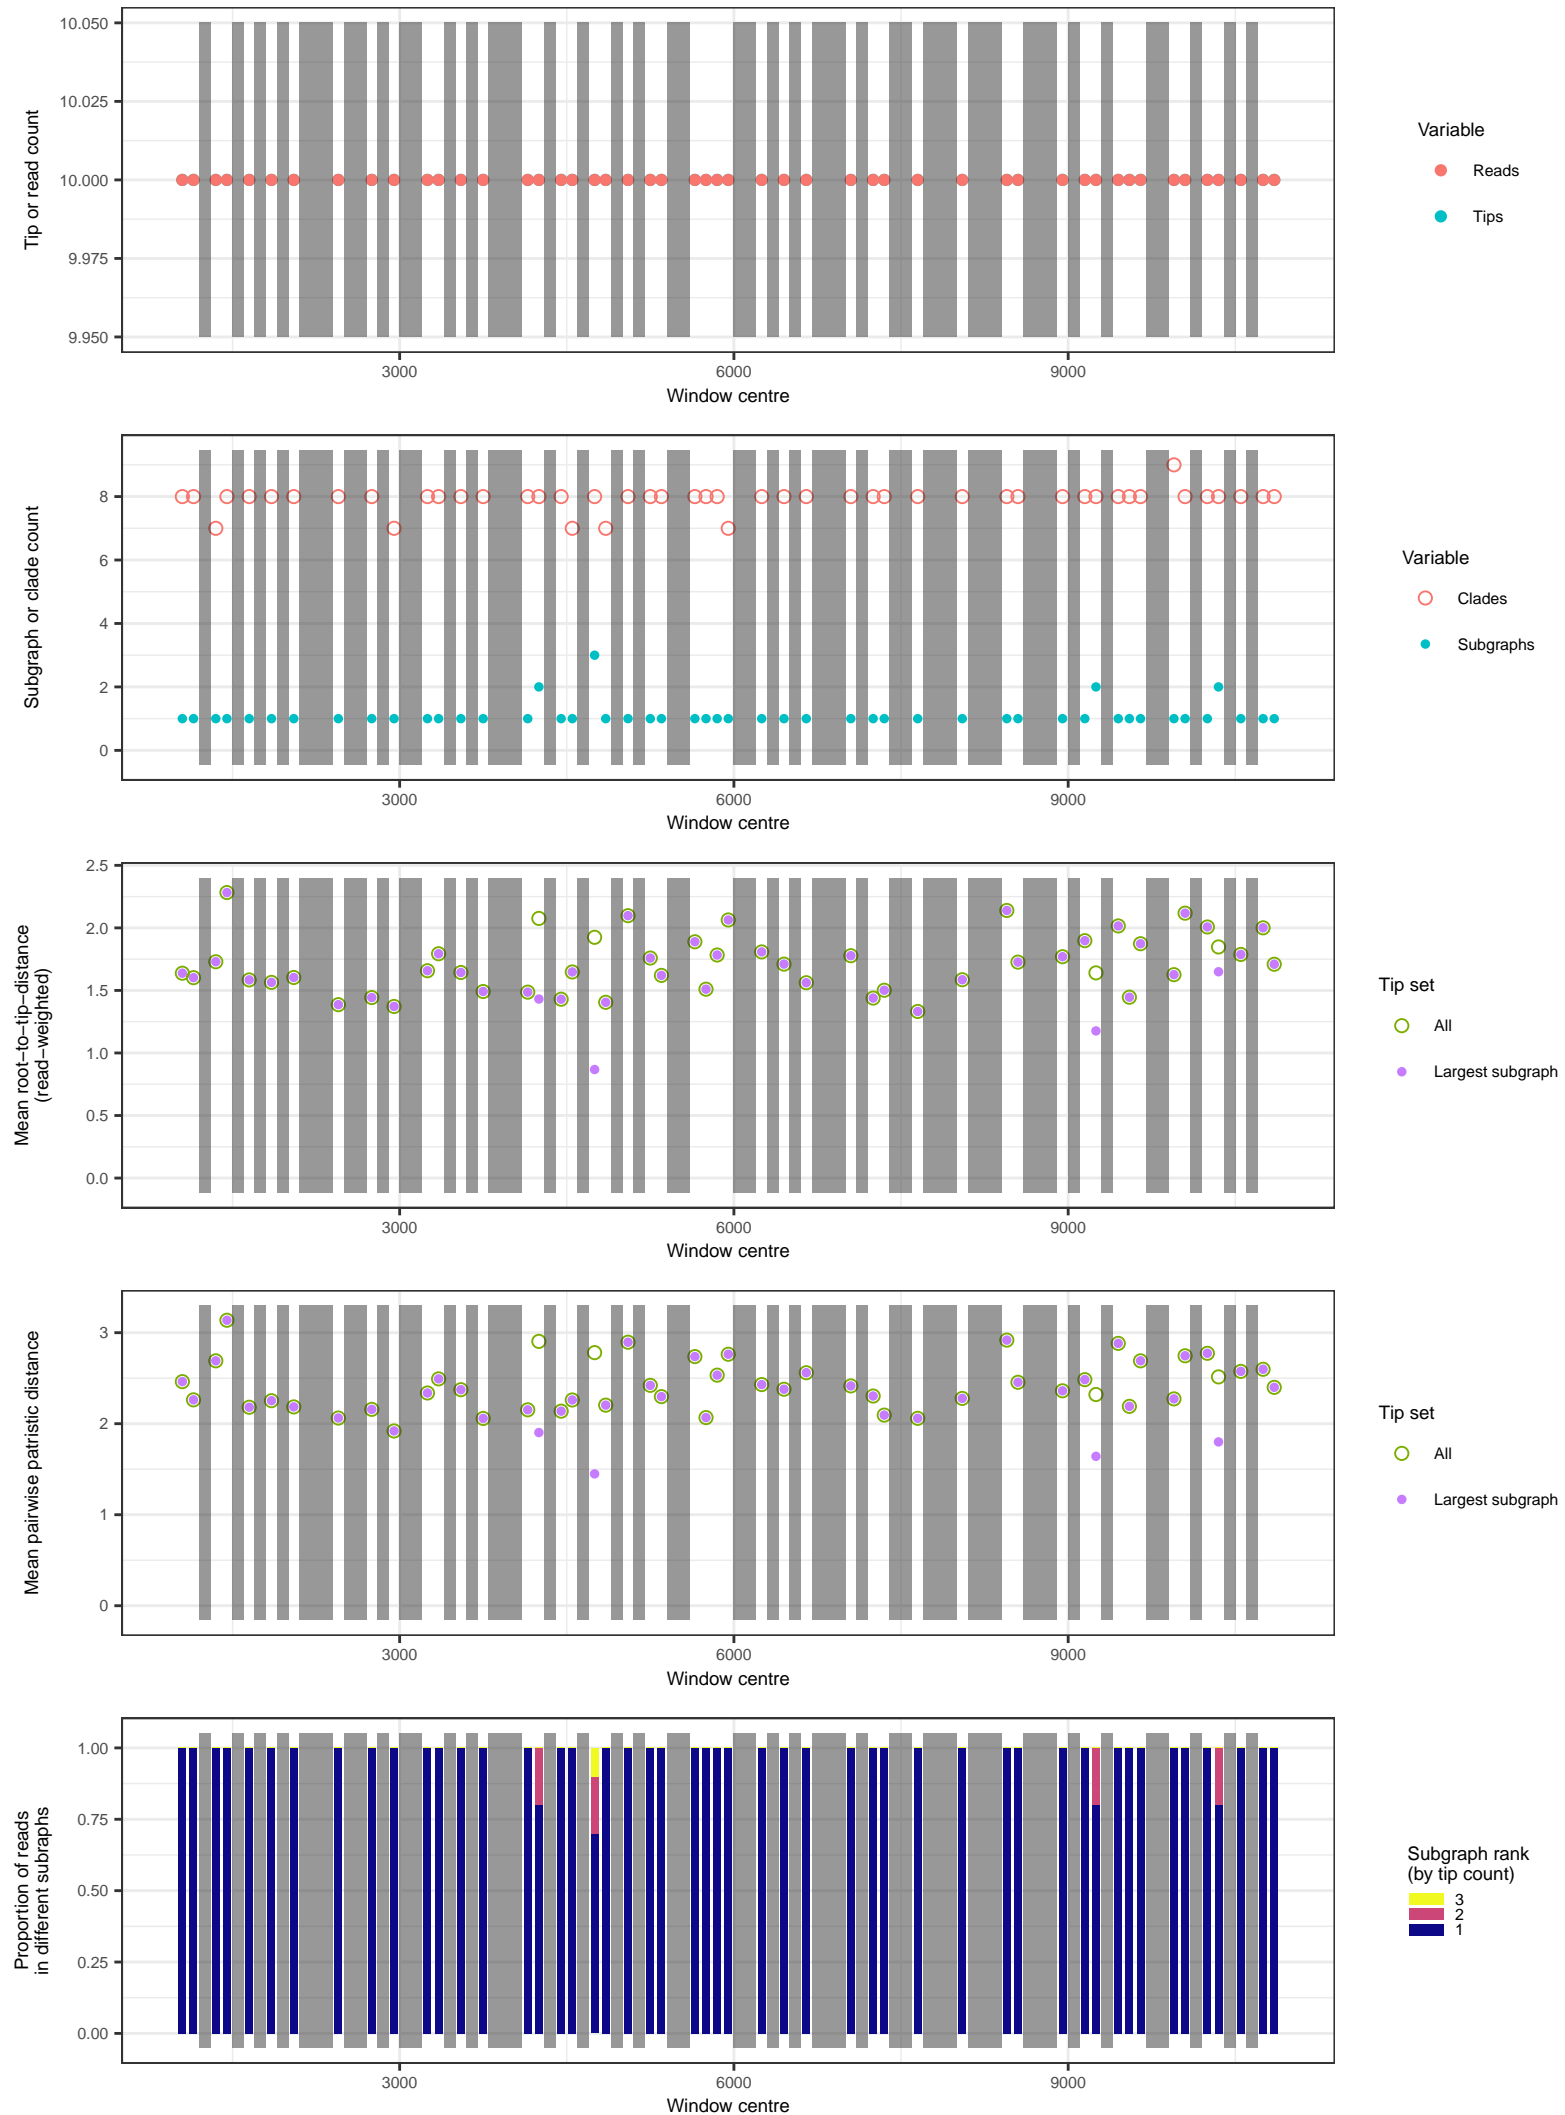 10.050
10.025
10.000
9.975
9.950
Tip or read count
3000
6000
9000
Window centre
Variable
Reads
Tips
8
6
4
2
0
Subgraph or clade count
3000
6000
9000
Window centre
Variable
Clades
Subgraphs
2.5
2.0
1.5
1.0
0.5
0.0
Mean root−to−tip−distance
(read−weighted)
3000
6000
9000
Window centre
Tip set
All
Largest subgraph
3
2
1
0
Mean pairwise patristic distance
3000
6000
9000
Window centre
Tip set
All
Largest subgraph
1.00
0.75
0.50
0.25
0.00
Proportion of reads
in different subraphs
3000
6000
9000
Window centre
Subgraph rank
(by tip count)
3
2
1